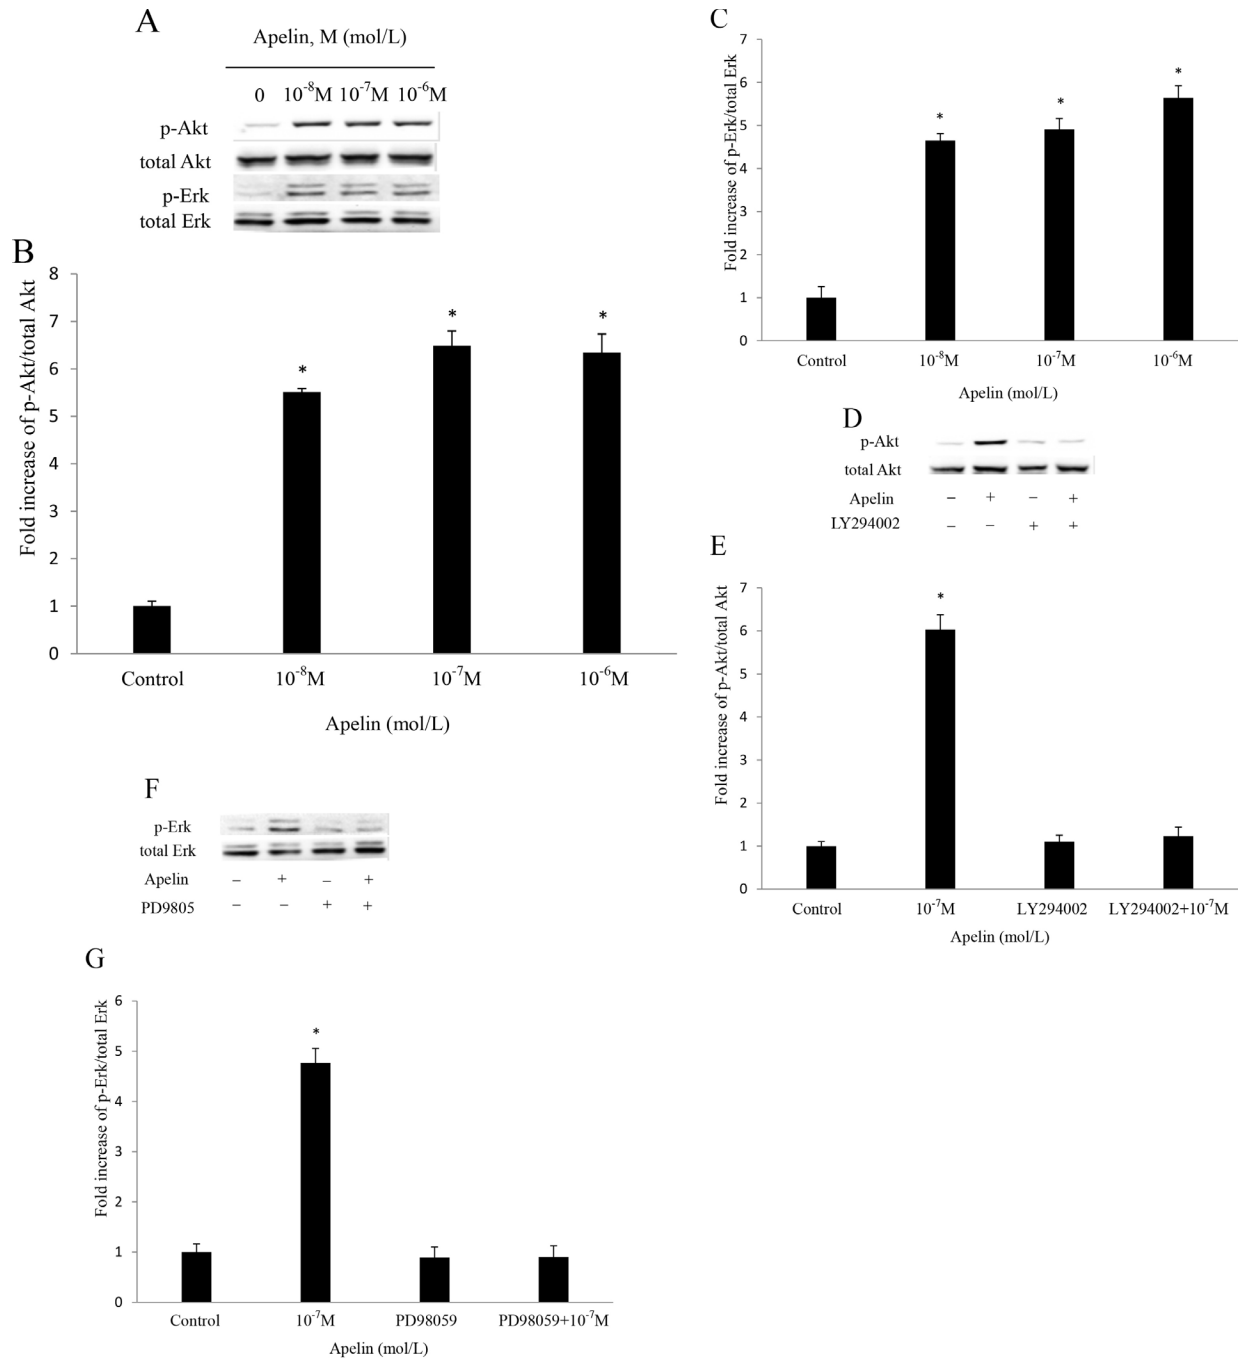 A
Apelin, M (mol/L)
0 10⁻⁸M 10⁻⁷M 10⁻⁶M
p-Akt
total Akt
p-Erk
total Erk
B
Fold increase of p-Akt/total Akt
8
7
6
5
4
3
2
1
0
*
*
*
Control 10⁻⁸M 10⁻⁷M 10⁻⁶M
Apelin (mol/L)
C
Fold increase of p-Erk/total Erk
7
6
5
4
3
2
1
0
*
*
*
Control 10⁻⁸M 10⁻⁷M 10⁻⁶M
Apelin (mol/L)
D
p-Akt
total Akt
Apelin − + − +
LY294002 − − + +
E
Fold increase of p-Akt/total Akt
7
6
5
4
3
2
1
0
*
Control 10⁻⁷M LY294002 LY294002+10⁻⁷M
Apelin (mol/L)
F
p-Erk
total Erk
Apelin − + − +
PD9805 − − + +
G
Fold increase of p-Erk/total Erk
6
5
4
3
2
1
0
*
Control 10⁻⁷M PD98059 PD98059+10⁻⁷M
Apelin (mol/L)